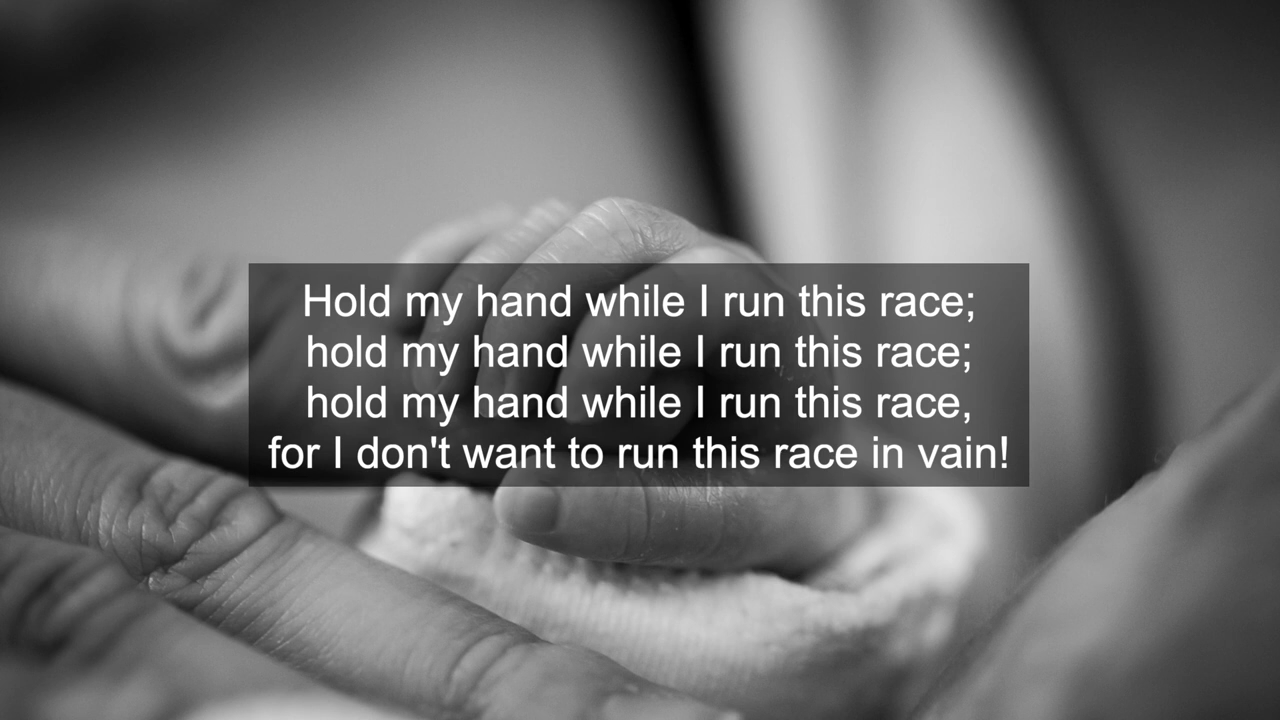 Hold my hand while I run this race;
hold my hand while I run this race;
hold my hand while I run this race,
for I don't want to run this race in vain!